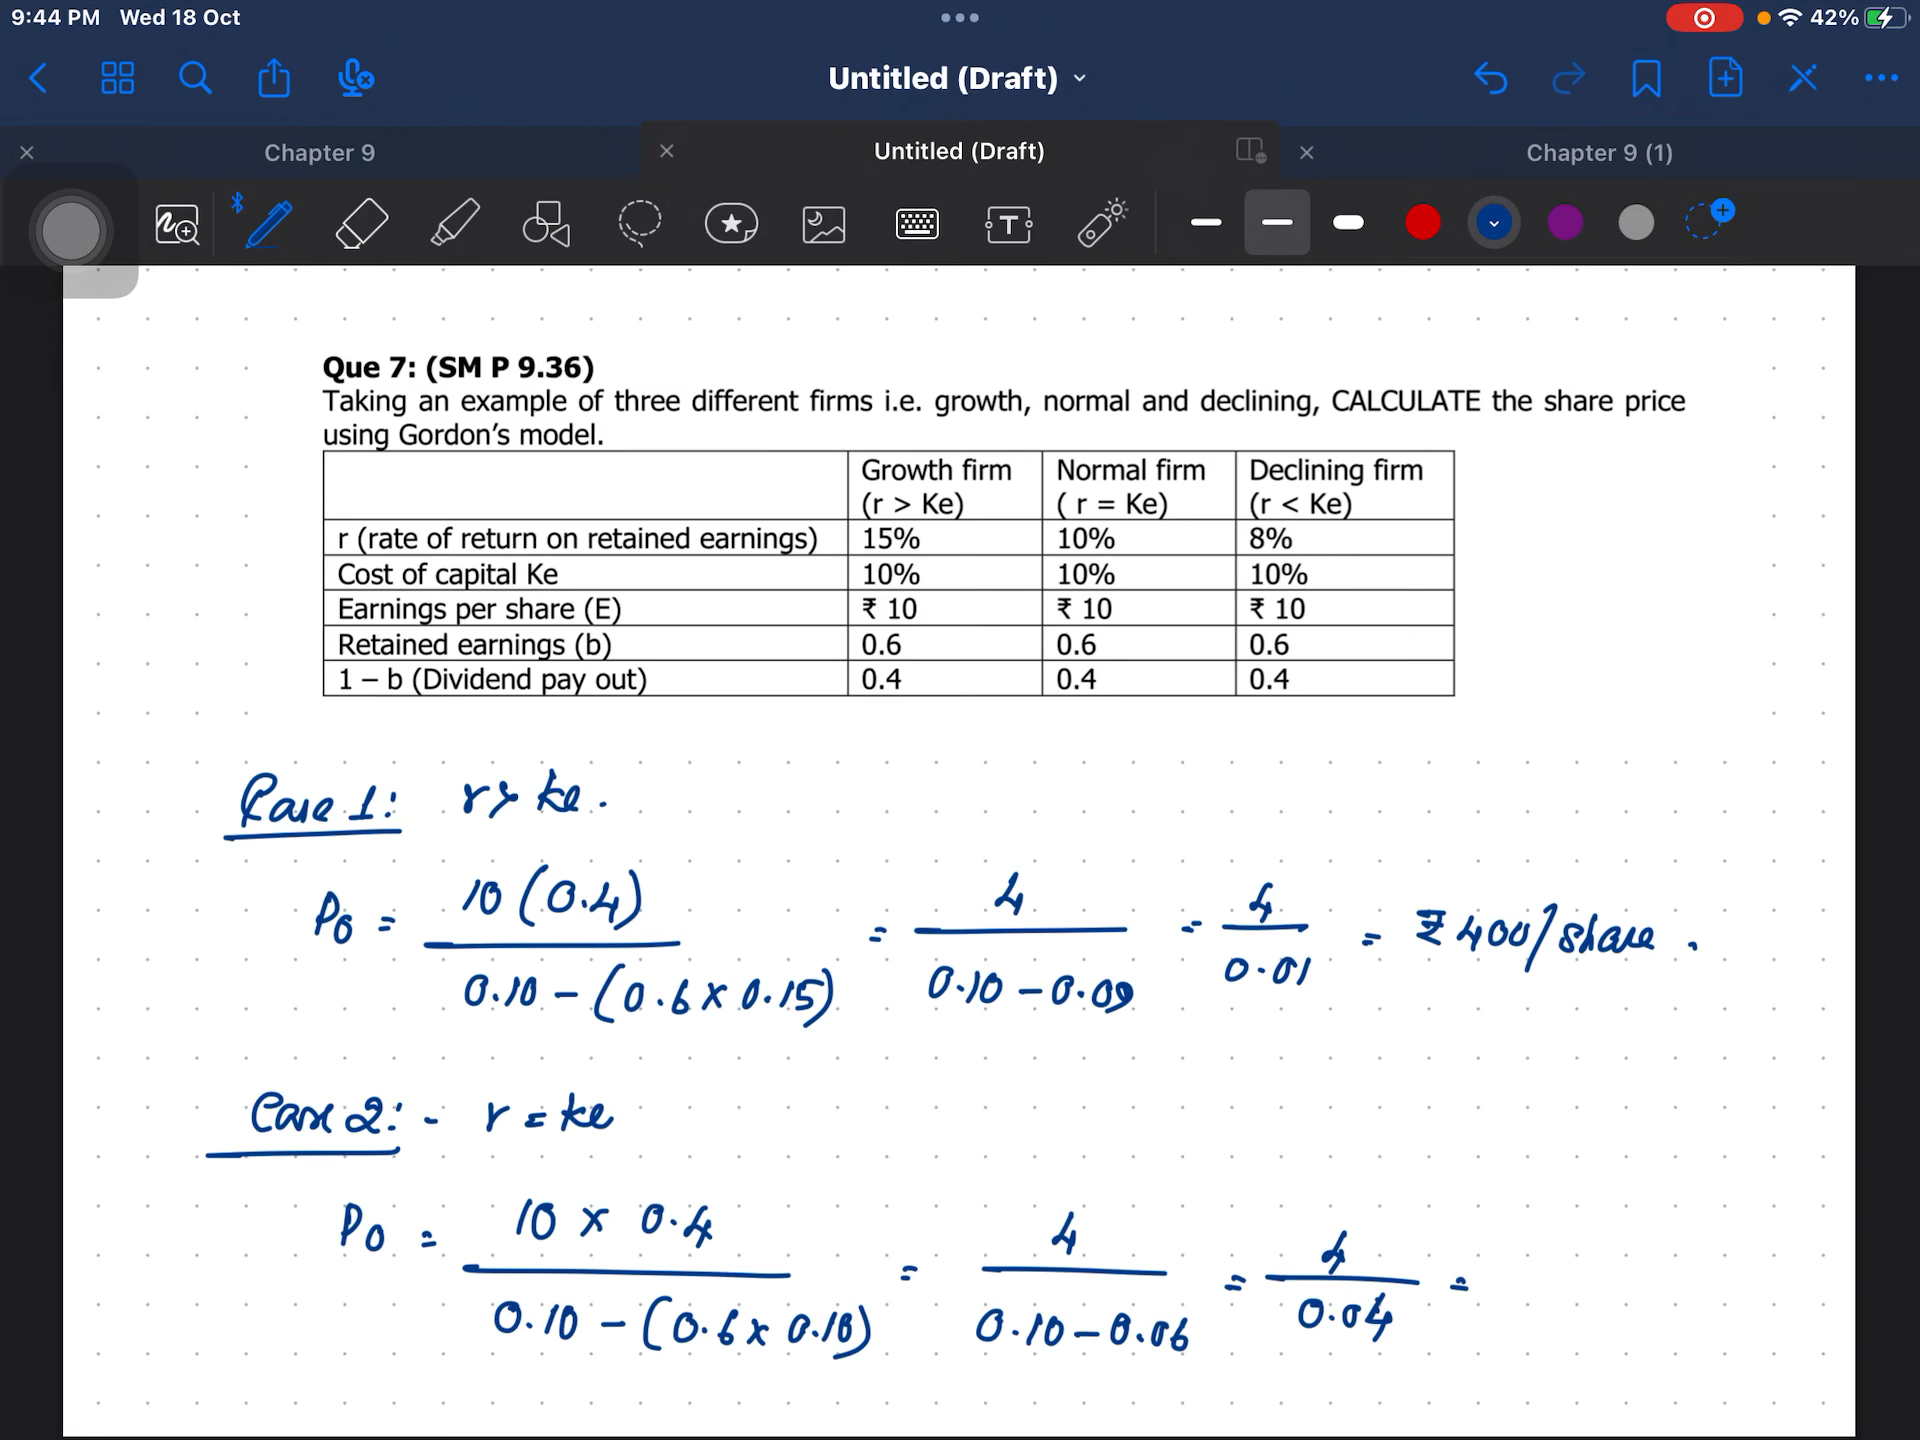 9:44 PM Wed 18 Oct
42%
Untitled (Draft)
Chapter 9
Untitled (Draft)
Chapter 9 (1)
T
Que 7: (SM P 9.36)
Taking an example of three different firms i.e. growth, normal and declining, CALCULATE the share price
using Gordon's model.
Growth firm (r > Ke) Normal firm ( r = Ke) Declining firm (r < Ke)
r (rate of return on retained earnings) 15% 10% 8%
Cost of capital Ke 10% 10% 10%
Earnings per share (E) ₹ 10 ₹ 10 ₹ 10
Retained earnings (b) 0.6 0.6 0.6
1 – b (Dividend pay out) 0.4 0.4 0.4
Case 1: r > ke.
P0 = 10 (0.4) / 0.10 - (0.6 x 0.15) = 4 / 0.10 - 0.09 = 4 / 0.01 = ₹ 400/share.
Case 2: - r = ke
P0 = 10 x 0.4 / 0.10 - (0.6 x 0.10) = 4 / 0.10 - 0.06 = 4 / 0.04 =